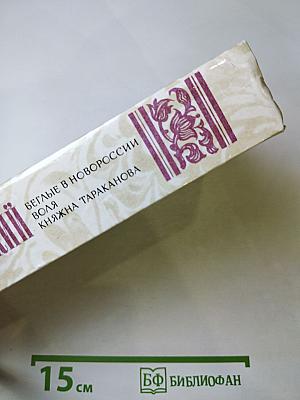 БЕГЛЫЕ В НОВОРОССИИ
ВОЛЯ
КНЯЖНА ТАРАКАНОВА
15 СМ
БФ БИБЛИОФАН